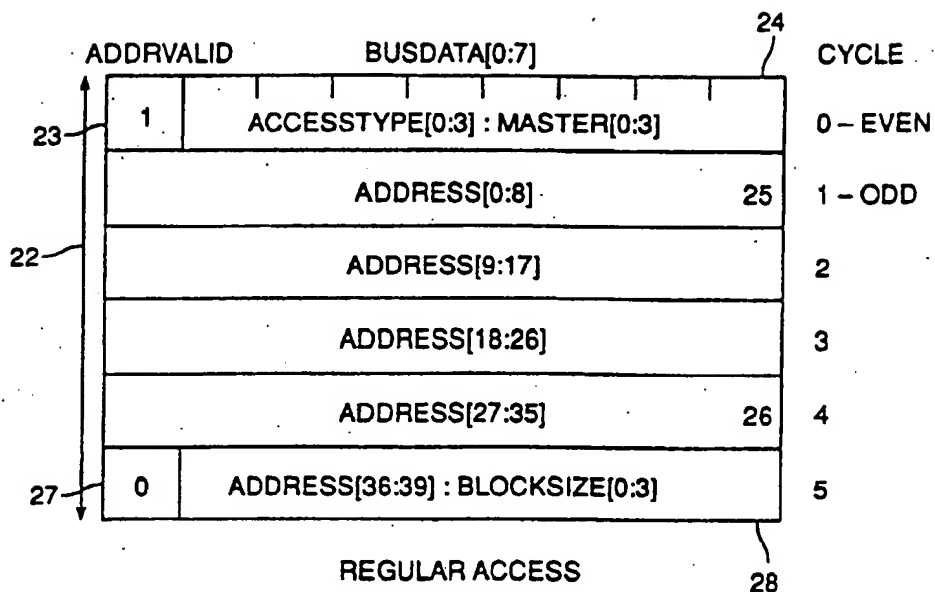 24
ADDRVALID BUSDATA[0:7] CYCLE
23 1 ACCESSTYPE[0:3] : MASTER[0:3] 0 – EVEN
ADDRESS[0:8] 25 1 – ODD
22 ADDRESS[9:17] 2
ADDRESS[18:26] 3
ADDRESS[27:35] 26 4
27 0 ADDRESS[36:39] : BLOCKSIZE[0:3] 5
REGULAR ACCESS 28